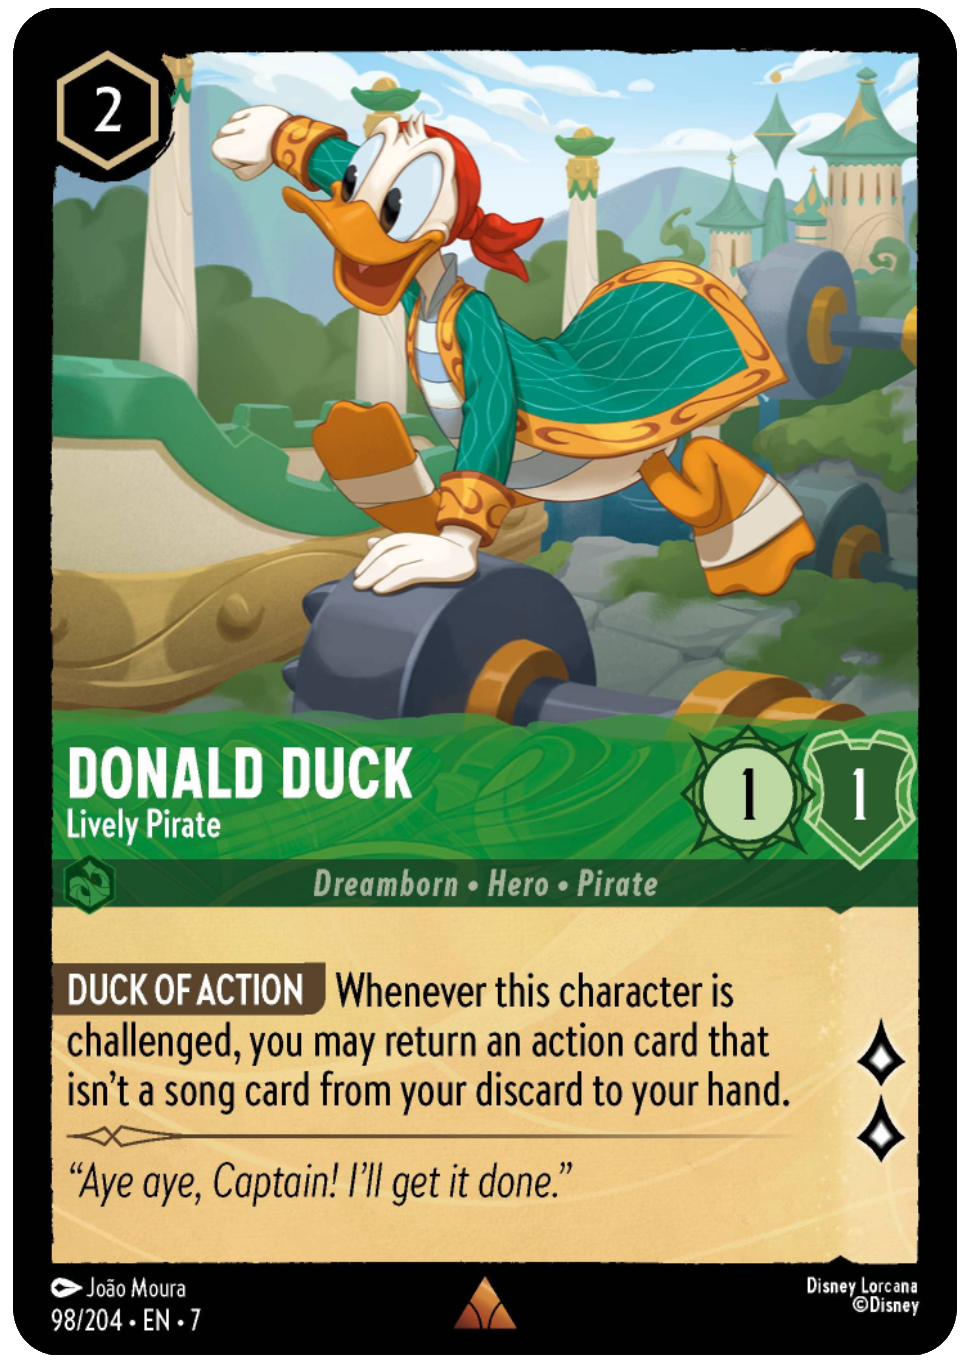 2
DONALD DUCK
Lively Pirate
1
1
Dreamborn • Hero • Pirate
DUCK OF ACTION Whenever this character is
challenged, you may return an action card that
isn't a song card from your discard to your hand.
“Aye aye, Captain! I'll get it done.”
João Moura
98/204 • EN • 7
Disney Lorcana
©Disney